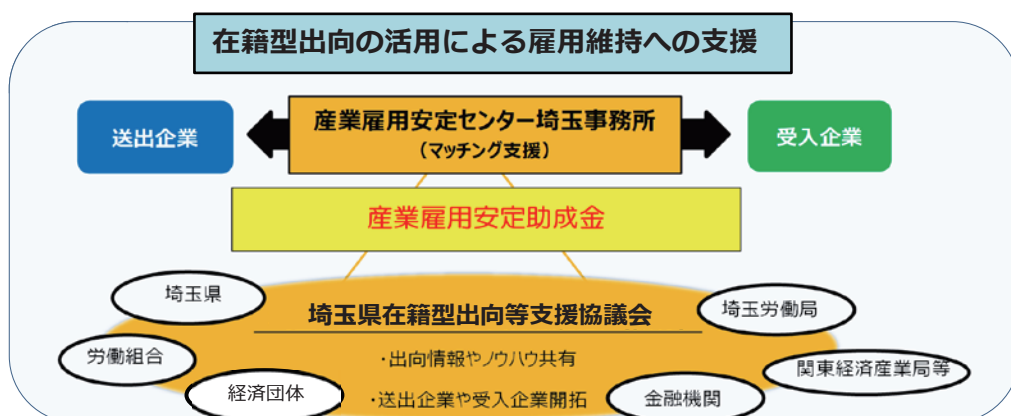 在籍型出向の活用による雇用維持への支援
送出企業
産業雇用安定センター埼玉事務所
(マッチング支援)
受入企業
産業雇用安定助成金
埼玉県
埼玉県在籍型出向等支援協議会
埼玉労働局
労働組合
・出向情報やノウハウ共有
関東経済産業局等
経済団体
・送出企業や受入企業開拓
金融機関